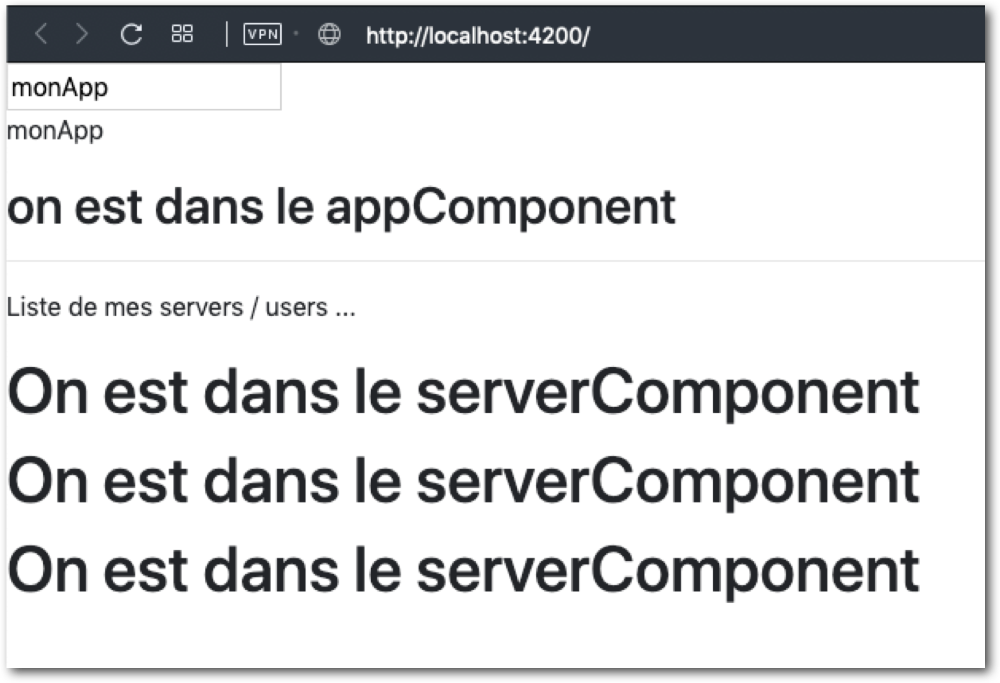 VPN http://localhost:4200/
monApp
monApp
on est dans le appComponent
Liste de mes servers / users ...
On est dans le serverComponent
On est dans le serverComponent
On est dans le serverComponent